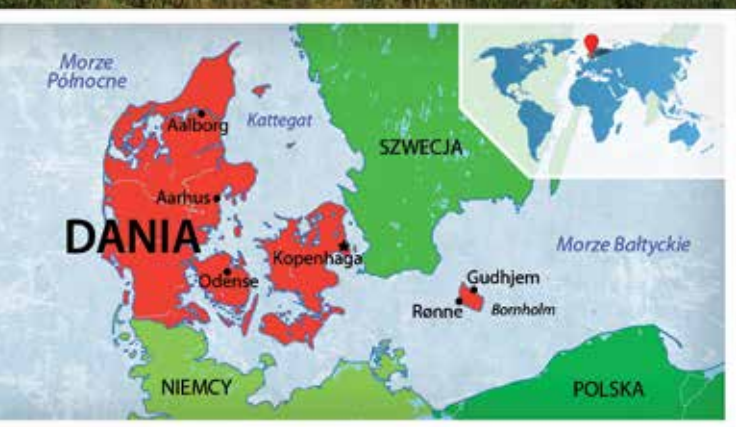 Morze
Północne
Aalborg
Kattegat
SZWECJA
Aarhus
DANIA
Kopenhaga
Morze Bałtyckie
Odense
Gudhjem
Rønne
Bornholm
NIEMCY
POLSKA